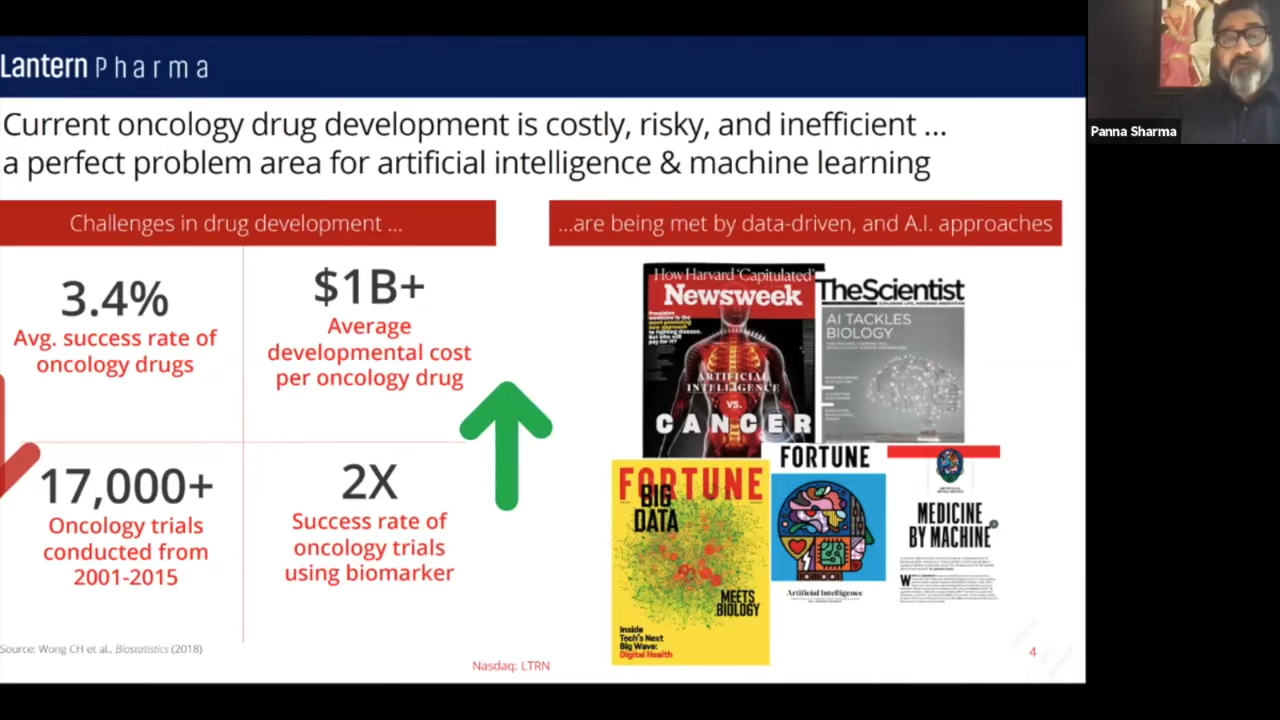 Lantern Pharma
Panna Sharma
Current oncology drug development is costly, risky, and inefficient ...
a perfect problem area for artificial intelligence & machine learning
Challenges in drug development ...
...are being met by data-driven, and A.I. approaches
3.4%
Avg. success rate of
oncology drugs
$1B+
Average
developmental cost
per oncology drug
17,000+
Oncology trials
conducted from
2001-2015
2X
Success rate of
oncology trials
using biomarker
How Harvard 'Capitulated'
Newsweek
ARTIFICIAL
INTELLIGENCE
VS.
CANCER
TheScientist
AI TACKLES
BIOLOGY
FORTUNE
BIG
DATA
MEETS
BIOLOGY
Inside
Tech's Next
Big Wave:
Digital Health
FORTUNE
Artificial Intelligence
MEDICINE
BY MACHINE
Source: Wong CH et al., Biostatistics (2018)
Nasdaq: LTRN
4